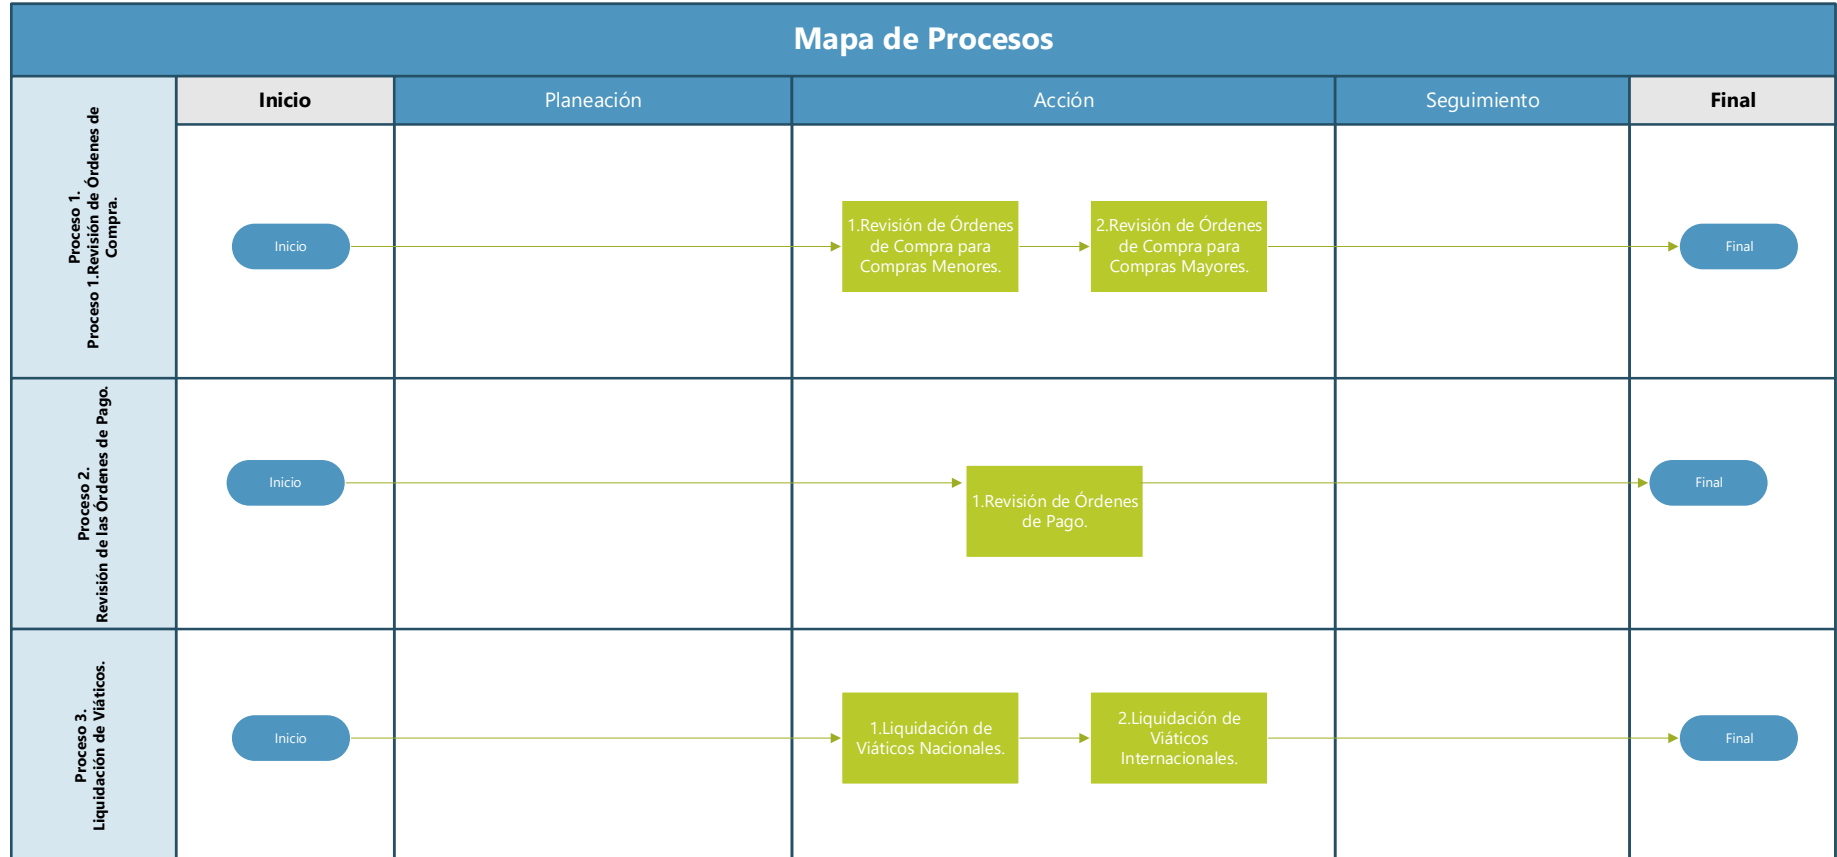 Mapa de Procesos
Inicio
Planeación
Acción
Seguimiento
Final
Proceso 1.
Proceso 1.Revisión de Órdenes de
Compra.
Inicio
1.Revisión de Órdenes
de Compra para
Compras Menores.
2.Revisión de Órdenes
de Compra para
Compras Mayores.
Final
Proceso 2.
Revisión de las Órdenes de Pago.
Inicio
1.Revisión de Órdenes
de Pago.
Final
Proceso 3.
Liquidación de Viáticos.
Inicio
1.Liquidación de
Viáticos Nacionales.
2.Liquidación de
Viáticos
Internacionales.
Final